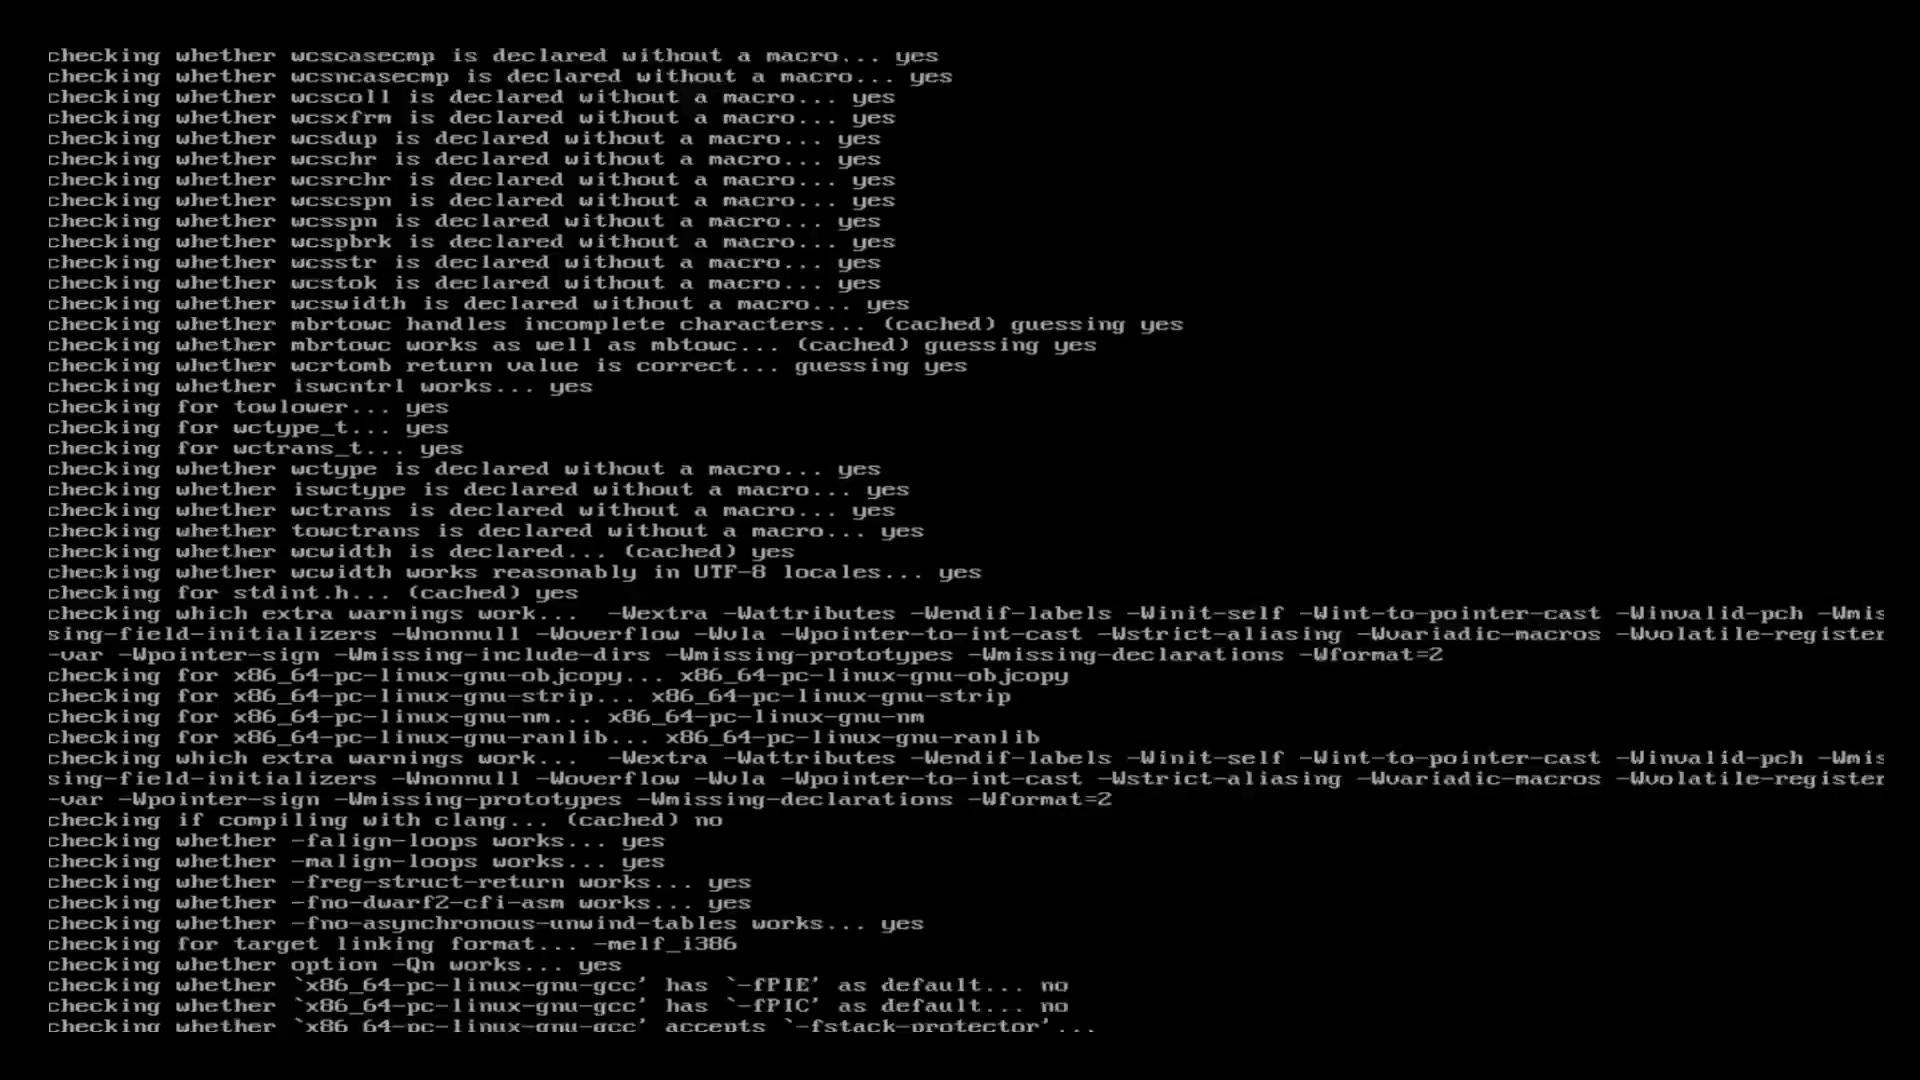 checking whether wcscasecmp is declared without a macro... yes
checking whether wcsncasecmp is declared without a macro... yes
checking whether wcscoll is declared without a macro... yes
checking whether wcsxfrm is declared without a macro... yes
checking whether wcsdup is declared without a macro... yes
checking whether wcschr is declared without a macro... yes
checking whether wcsrchr is declared without a macro... yes
checking whether wcscspn is declared without a macro... yes
checking whether wcsspn is declared without a macro... yes
checking whether wcspbrk is declared without a macro... yes
checking whether wcsstr is declared without a macro... yes
checking whether wcstok is declared without a macro... yes
checking whether wcswidth is declared without a macro... yes
checking whether mbrtowc handles incomplete characters... (cached) guessing yes
checking whether mbrtowc works as well as mbtowc... (cached) guessing yes
checking whether wcrtomb return value is correct... guessing yes
checking whether iswcntrl works... yes
checking for towlower... yes
checking for wctype_t... yes
checking for wctrans_t... yes
checking whether wctype is declared without a macro... yes
checking whether iswctype is declared without a macro... yes
checking whether wctrans is declared without a macro... yes
checking whether towctrans is declared without a macro... yes
checking whether wcwidth is declared... (cached) yes
checking whether wcwidth works reasonably in UTF-8 locales... yes
checking for stdint.h... (cached) yes
checking which extra warnings work...  -Wextra -Wattributes -Wendif-labels -Winit-self -Wint-to-pointer-cast -Winvalid-pch -Wmis
sing-field-initializers -Wnonnull -Woverflow -Wvla -Wpointer-to-int-cast -Wstrict-aliasing -Wvariadic-macros -Wvolatile-register
-var -Wpointer-sign -Wmissing-include-dirs -Wmissing-prototypes -Wmissing-declarations -Wformat=2
checking for x86_64-pc-linux-gnu-objcopy... x86_64-pc-linux-gnu-objcopy
checking for x86_64-pc-linux-gnu-strip... x86_64-pc-linux-gnu-strip
checking for x86_64-pc-linux-gnu-nm... x86_64-pc-linux-gnu-nm
checking for x86_64-pc-linux-gnu-ranlib... x86_64-pc-linux-gnu-ranlib
checking which extra warnings work...  -Wextra -Wattributes -Wendif-labels -Winit-self -Wint-to-pointer-cast -Winvalid-pch -Wmis
sing-field-initializers -Wnonnull -Woverflow -Wvla -Wpointer-to-int-cast -Wstrict-aliasing -Wvariadic-macros -Wvolatile-register
-var -Wpointer-sign -Wmissing-prototypes -Wmissing-declarations -Wformat=2
checking if compiling with clang... (cached) no
checking whether -falign-loops works... yes
checking whether -malign-loops works... yes
checking whether -freg-struct-return works... yes
checking whether -fno-dwarf2-cfi-asm works... yes
checking whether -fno-asynchronous-unwind-tables works... yes
checking for target linking format... -melf_i386
checking whether option -Qn works... yes
checking whether `x86_64-pc-linux-gnu-gcc' has `-fPIE' as default... no
checking whether `x86_64-pc-linux-gnu-gcc' has `-fPIC' as default... no
checking whether `x86_64-pc-linux-gnu-gcc' accepts `-fstack-protector'...